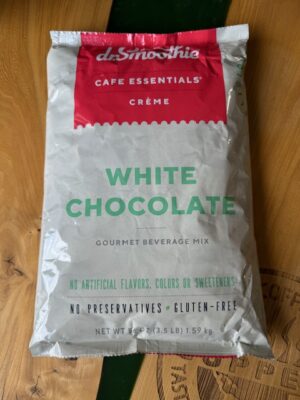 dr.Smoothie
CAFE ESSENTIALS®
CRÈME
WHITE
CHOCOLATE
GOURMET BEVERAGE MIX
NO ARTIFICIAL FLAVORS, COLORS OR SWEETENERS
NO PRESERVATIVES • GLUTEN-FREE
NET WT (3.5 LB) 1.59 kg